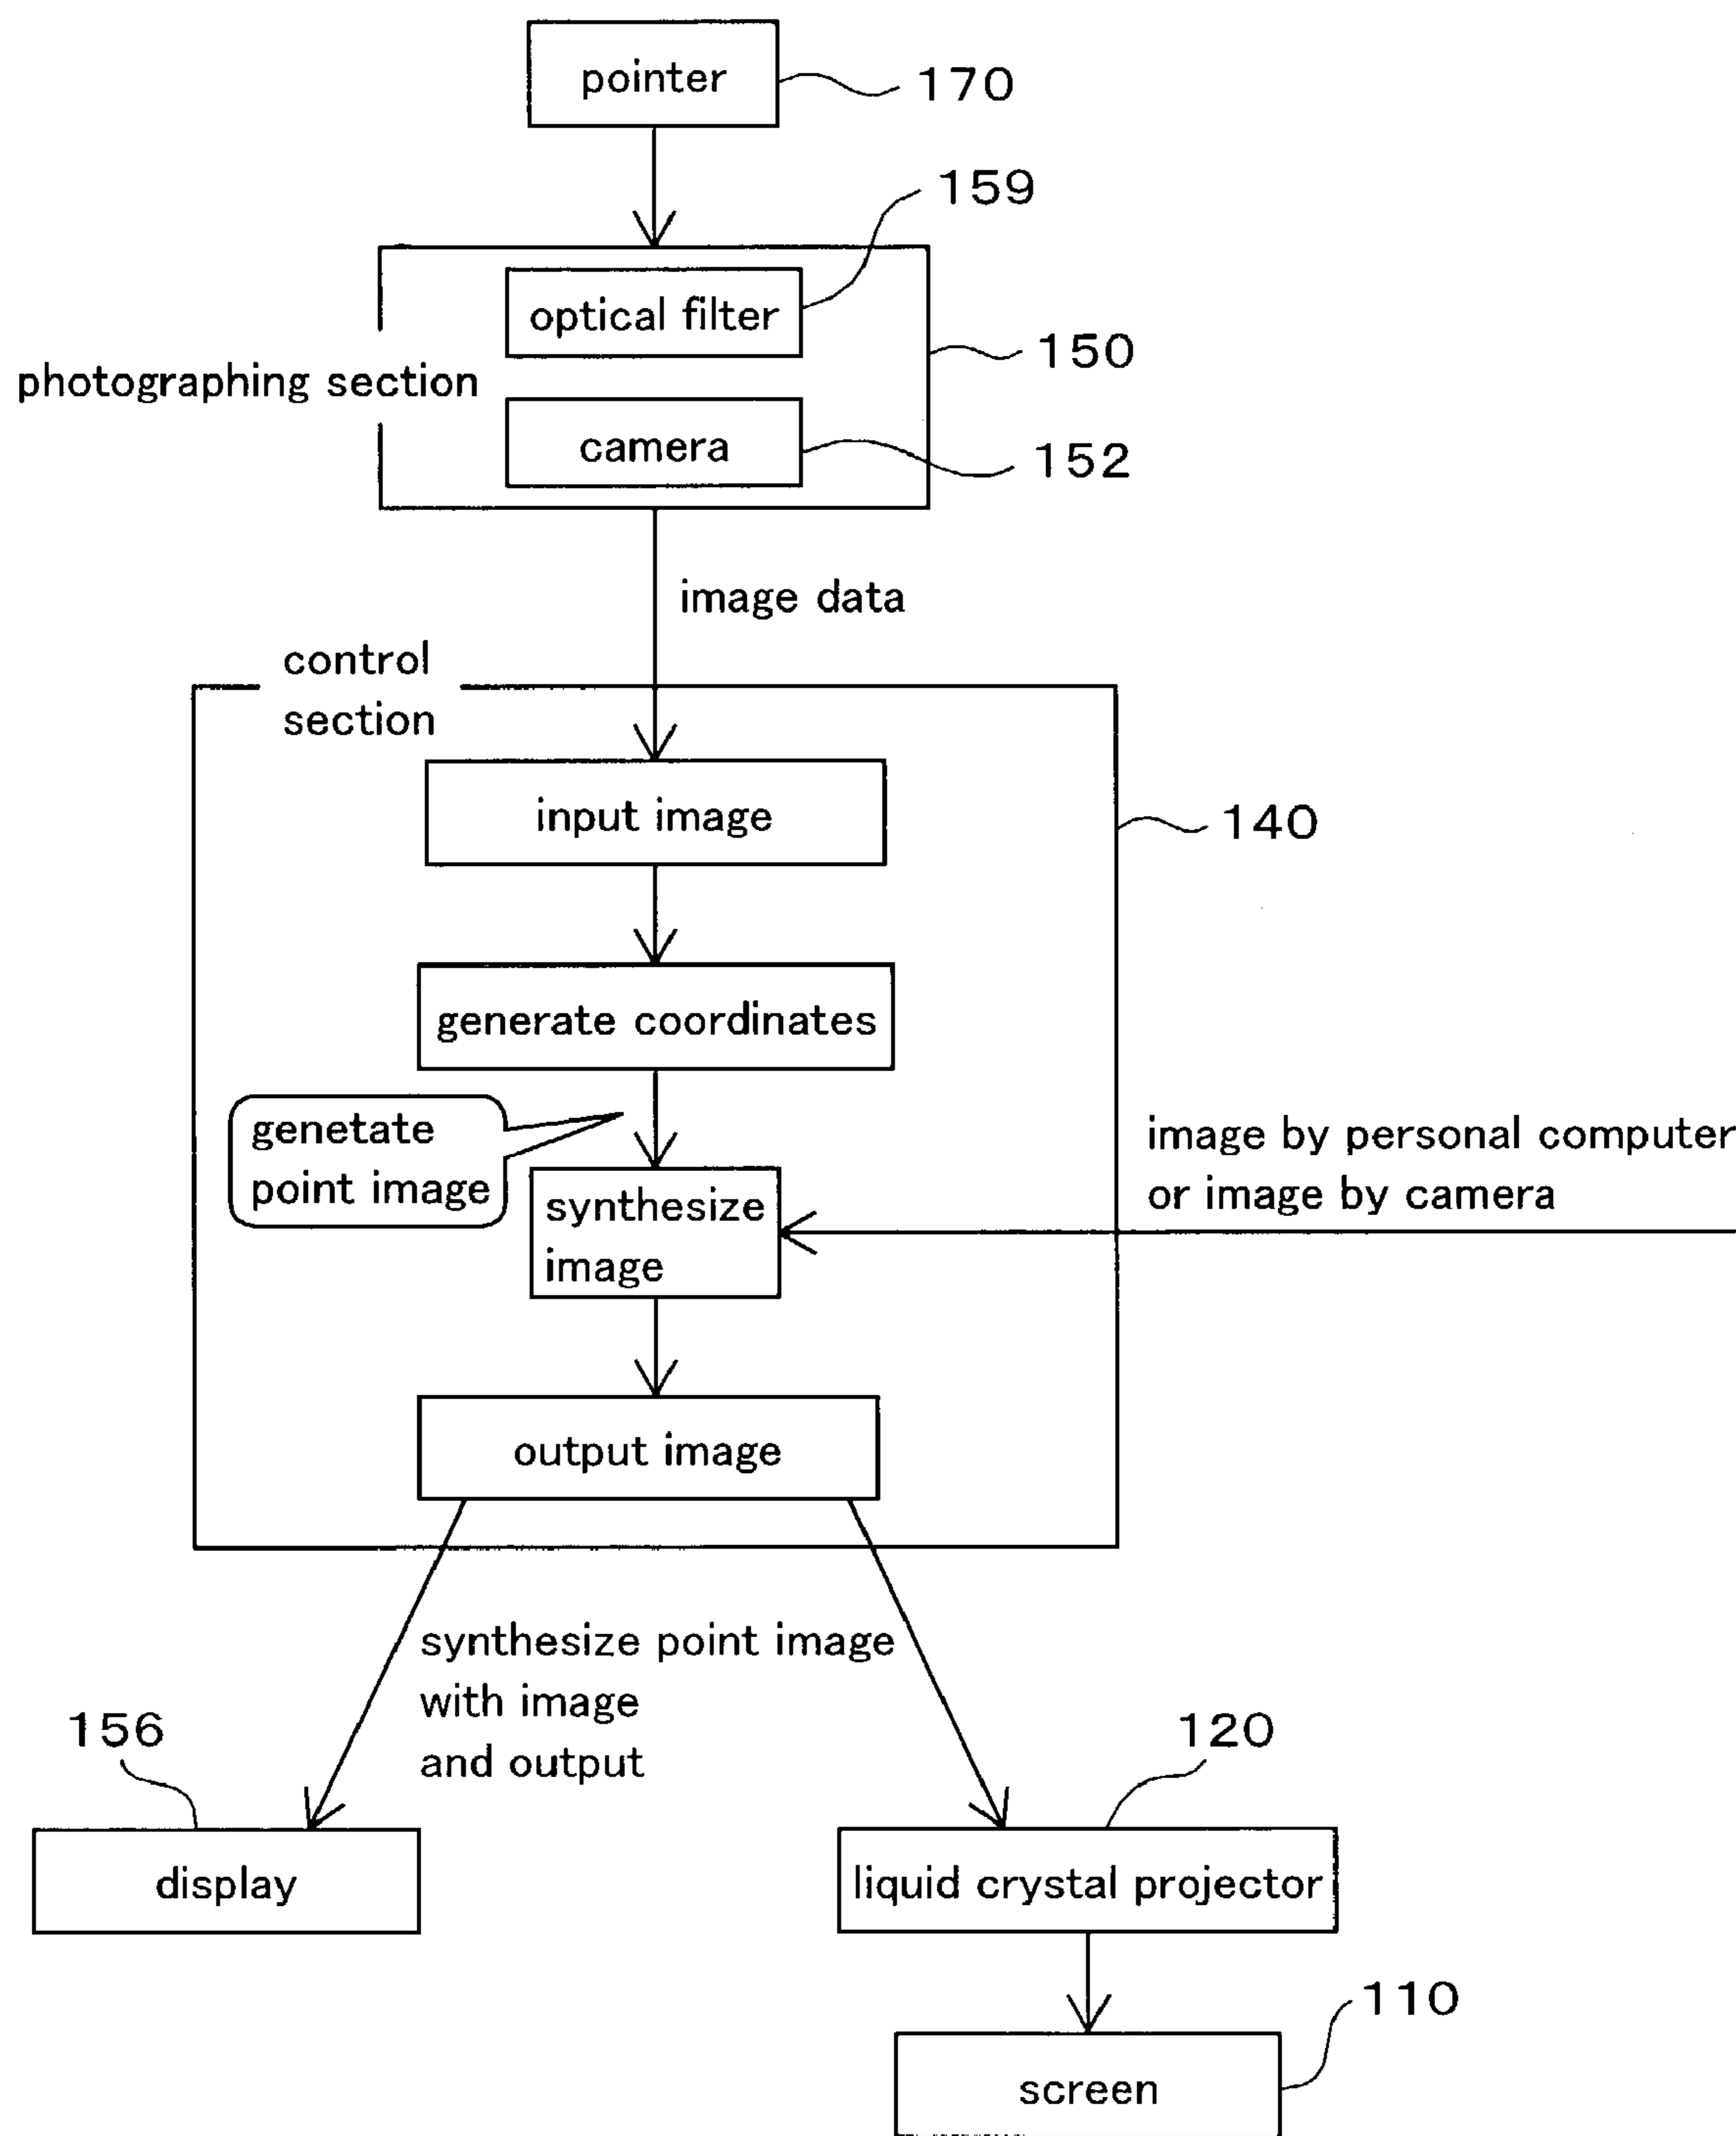 pointer
170
159
optical filter
150
photographing section
camera
152
image data
control
section
input image
140
generate coordinates
genetate
point image
image by personal computer
or image by camera
synthesize
image
output image
synthesize point image
with image
and output
156
120
display
liquid crystal projector
110
screen